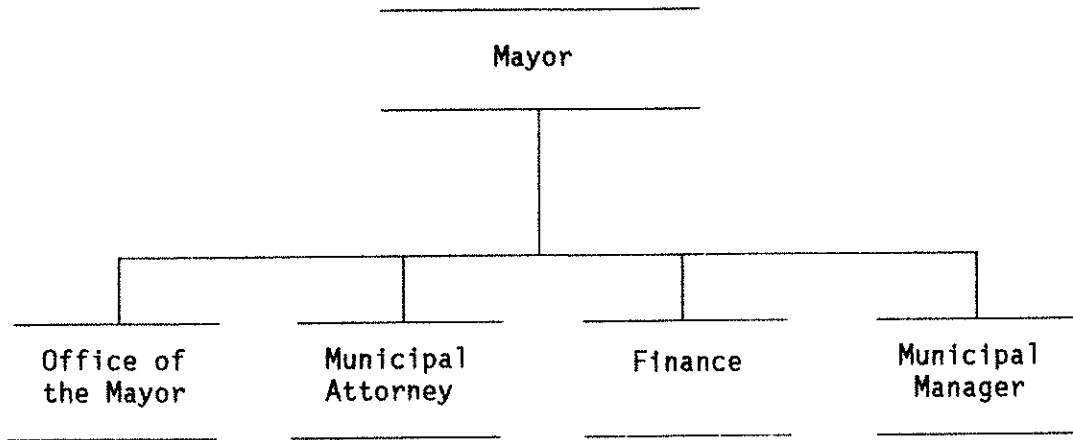 Mayor
Office of
the Mayor
Municipal
Attorney
Finance
Municipal
Manager